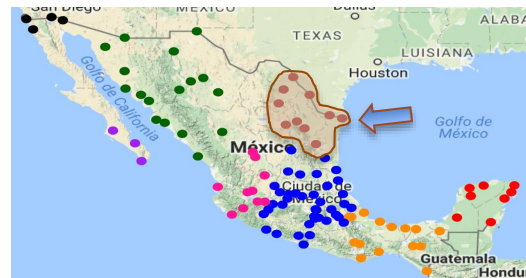 San Diego
Dallas
TEXAS
ALABA
LUISIANA
Houston
Golfo de California
Golfo de
México
México
Ciudad de
México
Guatemala
Hondu